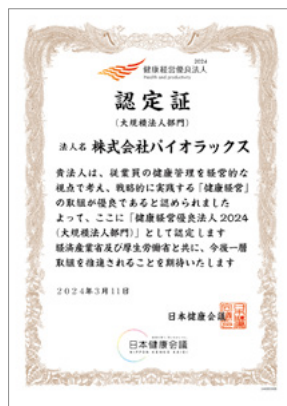 2024
健康経営優良法人
Health and productivity
認定証
(大規模法人部門)
法人名 株式会社バイオラックス
貴法人は、従業員の健康管理を経営的な
視点で考え、戦略的に実践する「健康経営」
の取組が優良であると認められました
よって、ここに「健康経営優良法人2024
(大規模法人部門)」として認定します
経済産業省及び厚生労働省と共に、今後一層
取組を推進されることを期待いたします
2024年3月11日
日本健康会議
日本健康会議
NIPPON KENKO KAIGI